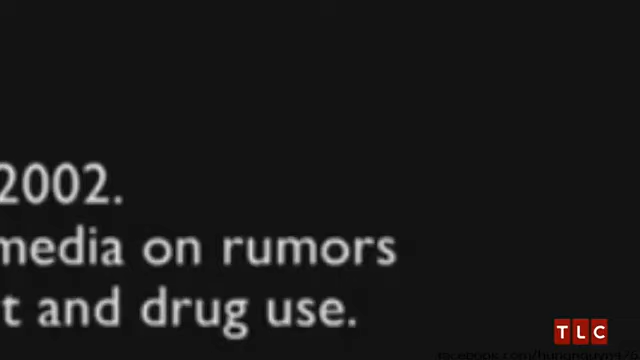 2002.
media on rumors
t and drug use.
TLC